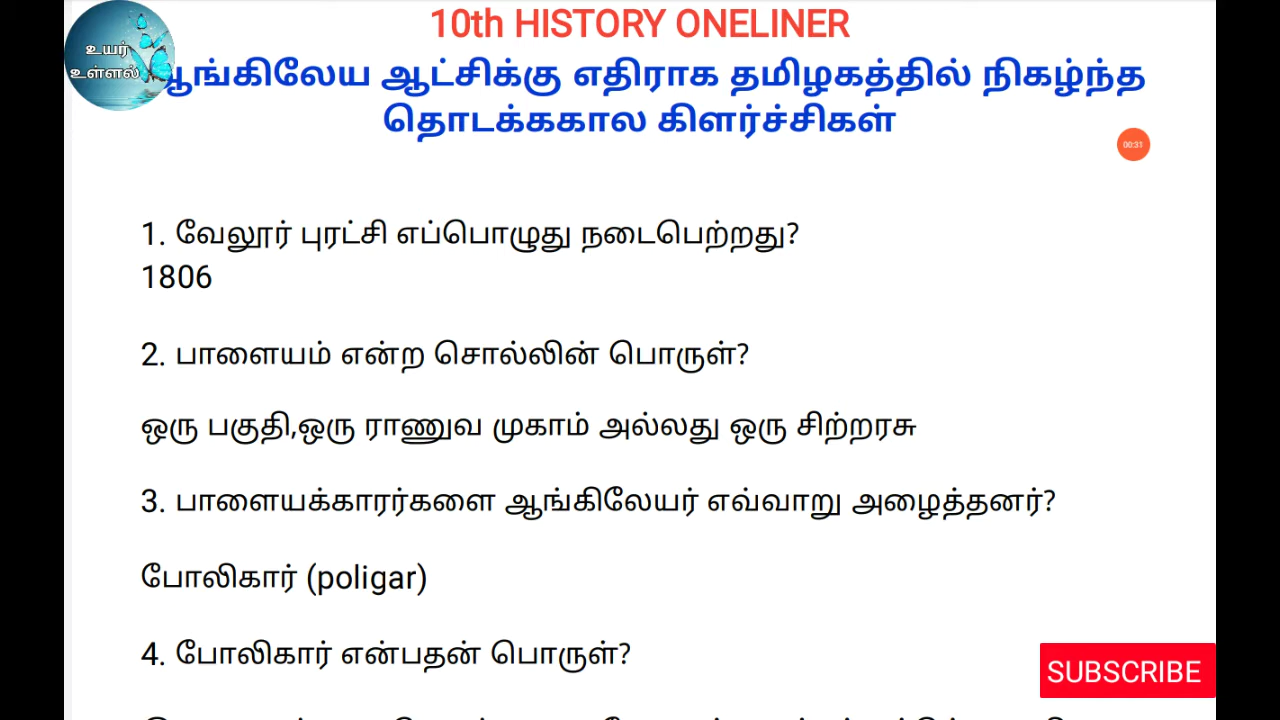 10th HISTORY ONELINER
உயர்
உள்ளல்
ஆங்கிலேய ஆட்சிக்கு எதிராக தமிழகத்தில் நிகழ்ந்த
தொடக்ககால கிளர்ச்சிகள்
00:31
1. வேலூர் புரட்சி எப்பொழுது நடைபெற்றது?
1806
2. பாளையம் என்ற சொல்லின் பொருள்?
ஒரு பகுதி,ஒரு ராணுவ முகாம் அல்லது ஒரு சிற்றரசு
3. பாளையக்காரர்களை ஆங்கிலேயர் எவ்வாறு அழைத்தனர்?
போலிகார் (poligar)
4. போலிகார் என்பதன் பொருள்?
SUBSCRIBE